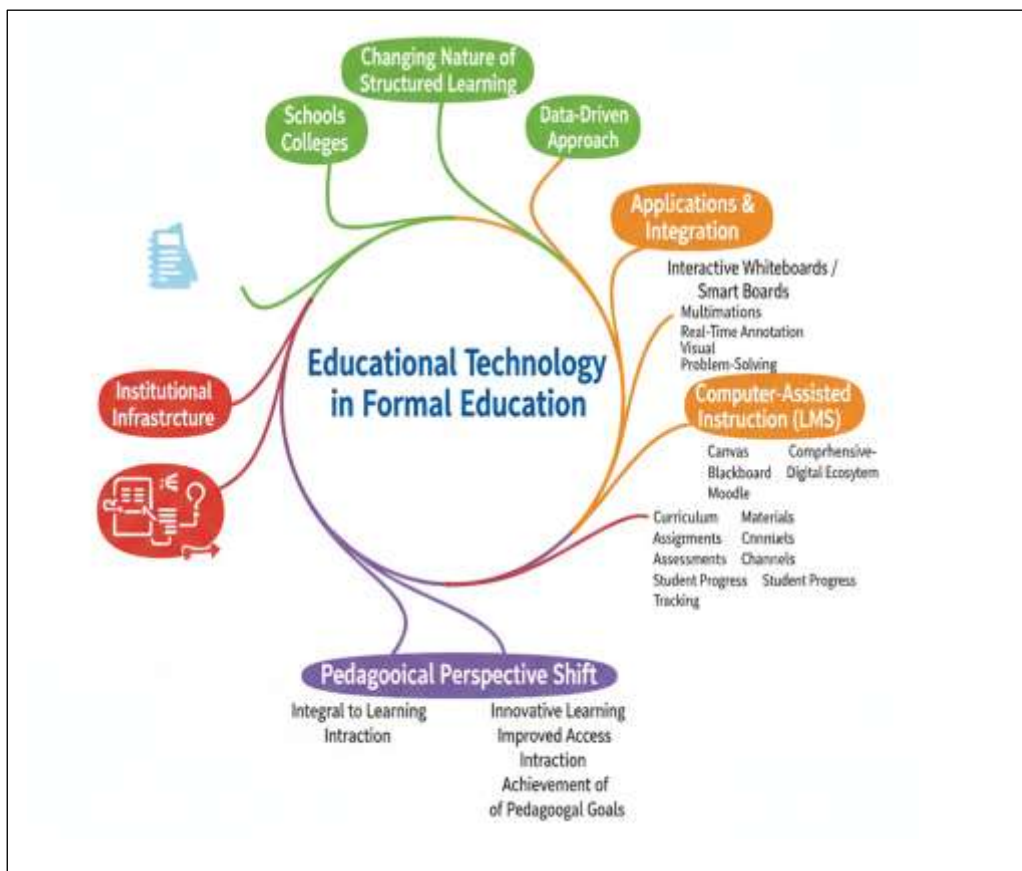 Changing Nature of
Structured Learning
Schools
Colleges
Data-Driven
Approach
Applications &
Integration
Interactive Whiteboards /
Smart Boards
Multimations
Real-Time Annotation
Visual
Problem-Solving
Educational Technology
in Formal Education
Institutional
Infrastrcture
Computer-Assisted
Instruction (LMS)
Canvas Comprhensive-
Blackboard Digital Ecosytem
Moodle
Curriculum Materials
Assigrments
Assessments Channels
Student Progress Student Progress
Tracking
Pedagooical Perspective Shift
Integral to Learning
Intraction
Innovative Learning
Improved Access
Intraction
Achievement of
of Pedagoogal Goals